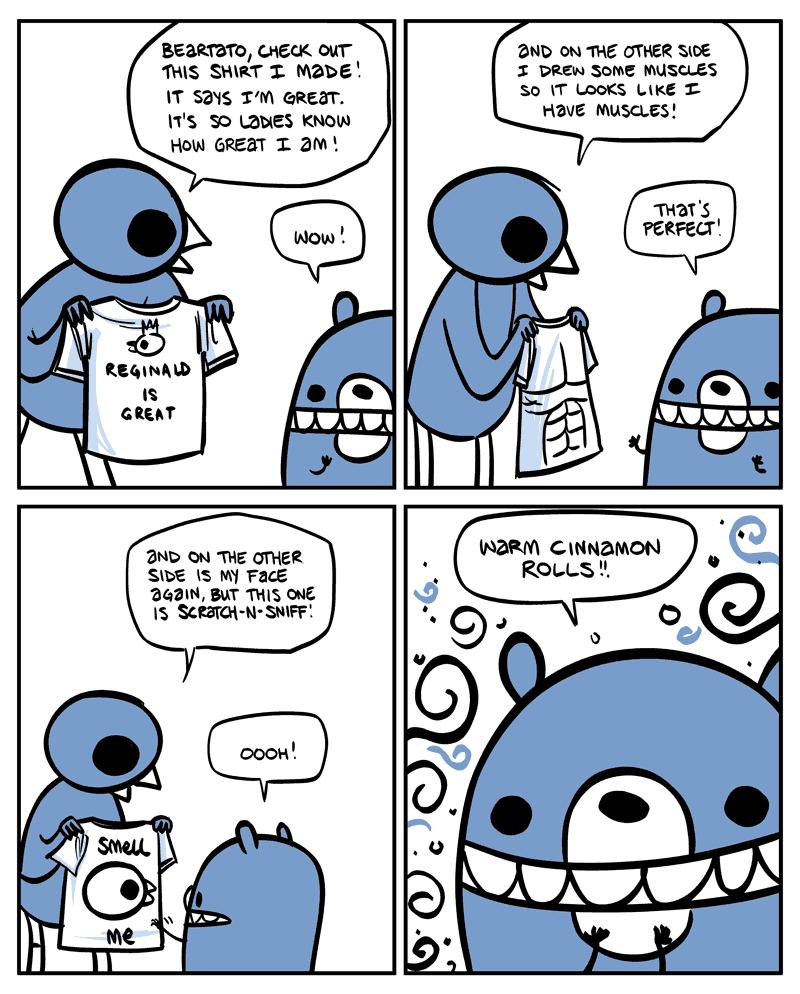 BEARTATO, CHECK OUT
THIS SHIRT I MADE!
IT SAYS I'M GREAT.
IT'S SO LADIES KNOW
HOW GREAT I AM!
WOW!
REGINALD
IS
GREAT
AND ON THE OTHER SIDE
I DREW SOME MUSCLES
SO IT LOOKS LIKE I
HAVE MUSCLES!
THAT'S
PERFECT!
AND ON THE OTHER
SIDE IS MY FACE
AGAIN, BUT THIS ONE
IS SCRATCH-N-SNIFF!
OOOH!
SMELL
ME
WARM CINNAMON
ROLLS!!